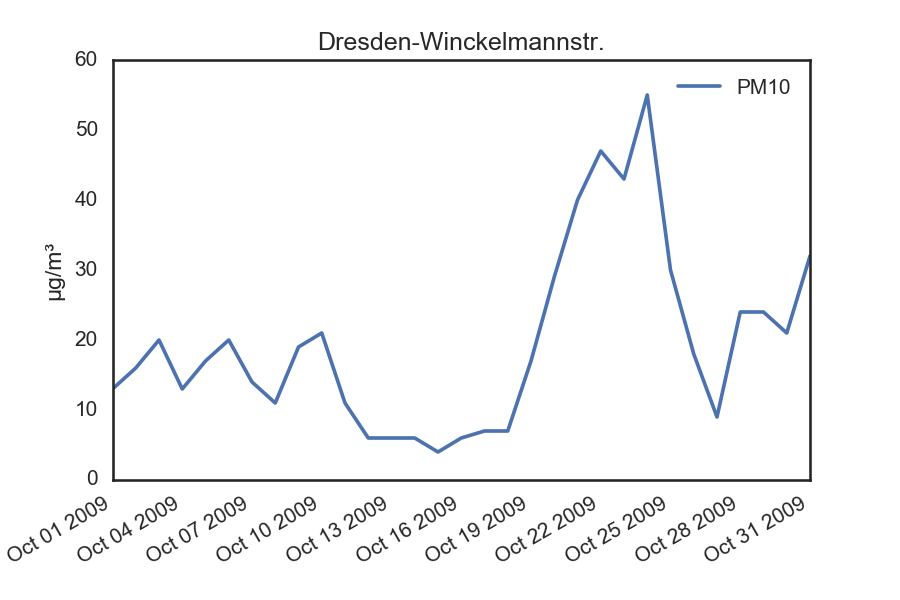 Dresden-Winckelmannstr.
60
50
40
30
20
10
0
µg/m³
PM10
Oct 01 2009
Oct 04 2009
Oct 07 2009
Oct 10 2009
Oct 13 2009
Oct 16 2009
Oct 19 2009
Oct 22 2009
Oct 25 2009
Oct 28 2009
Oct 31 2009